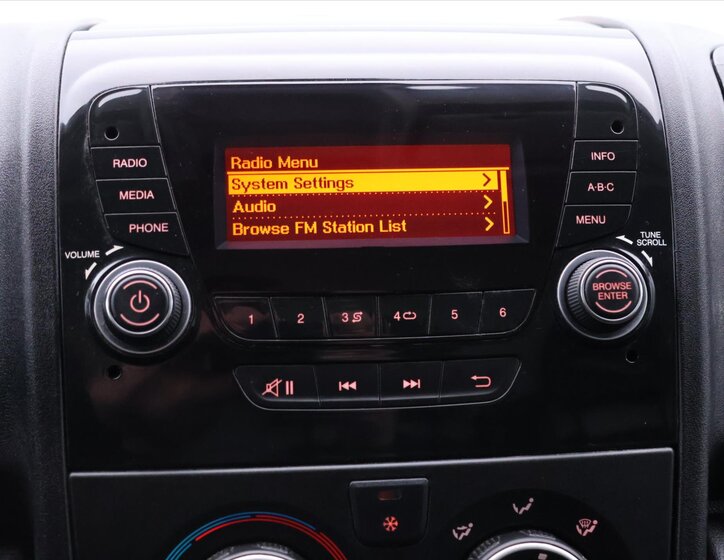 RADIO
MEDIA
PHONE
VOLUME
Radio Menu
System Settings
Audio
Browse FM Station List
INFO
A·B·C
MENU
TUNE
SCROLL
BROWSE
ENTER
1
2
3
4
5
6